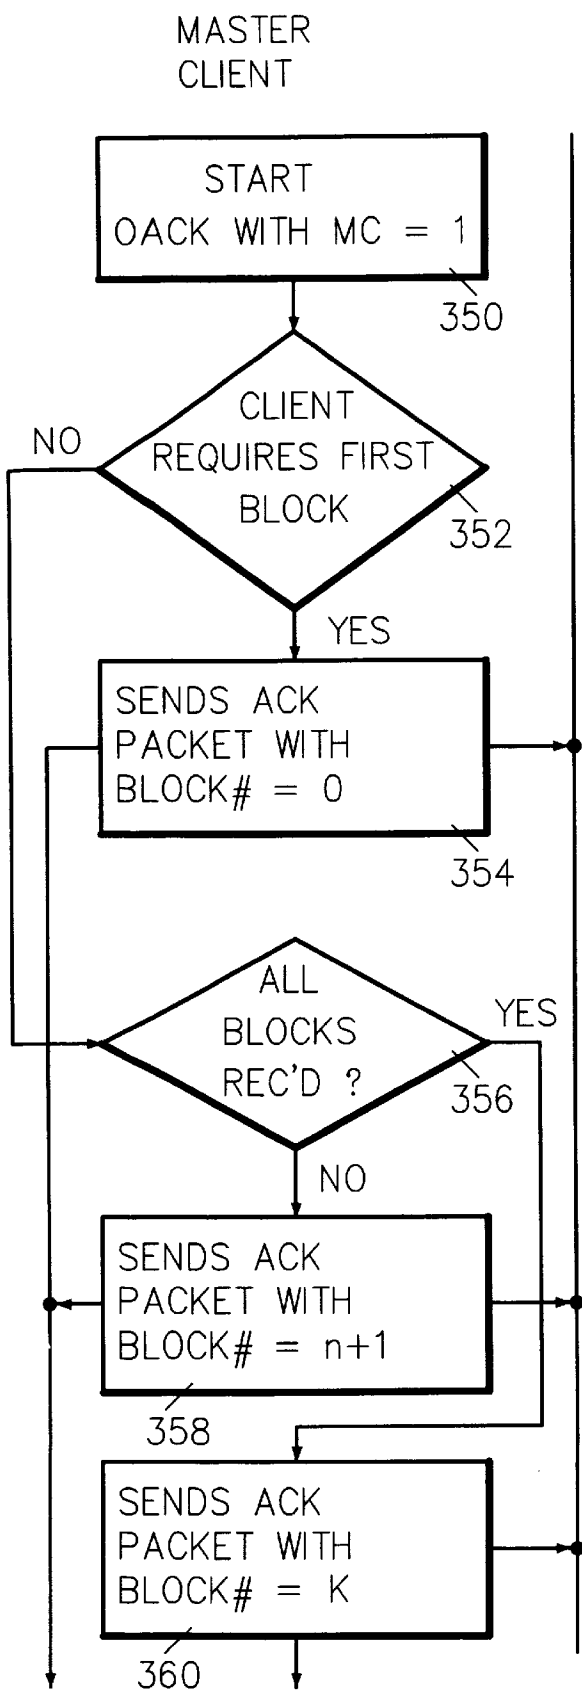 MASTER
CLIENT
START
OACK WITH MC = 1
350
CLIENT
REQUIRES FIRST
BLOCK
352
NO
YES
SENDS ACK
PACKET WITH
BLOCK# = 0
354
ALL
BLOCKS
REC'D ?
356
YES
NO
SENDS ACK
PACKET WITH
BLOCK# = n+1
358
SENDS ACK
PACKET WITH
BLOCK# = K
360